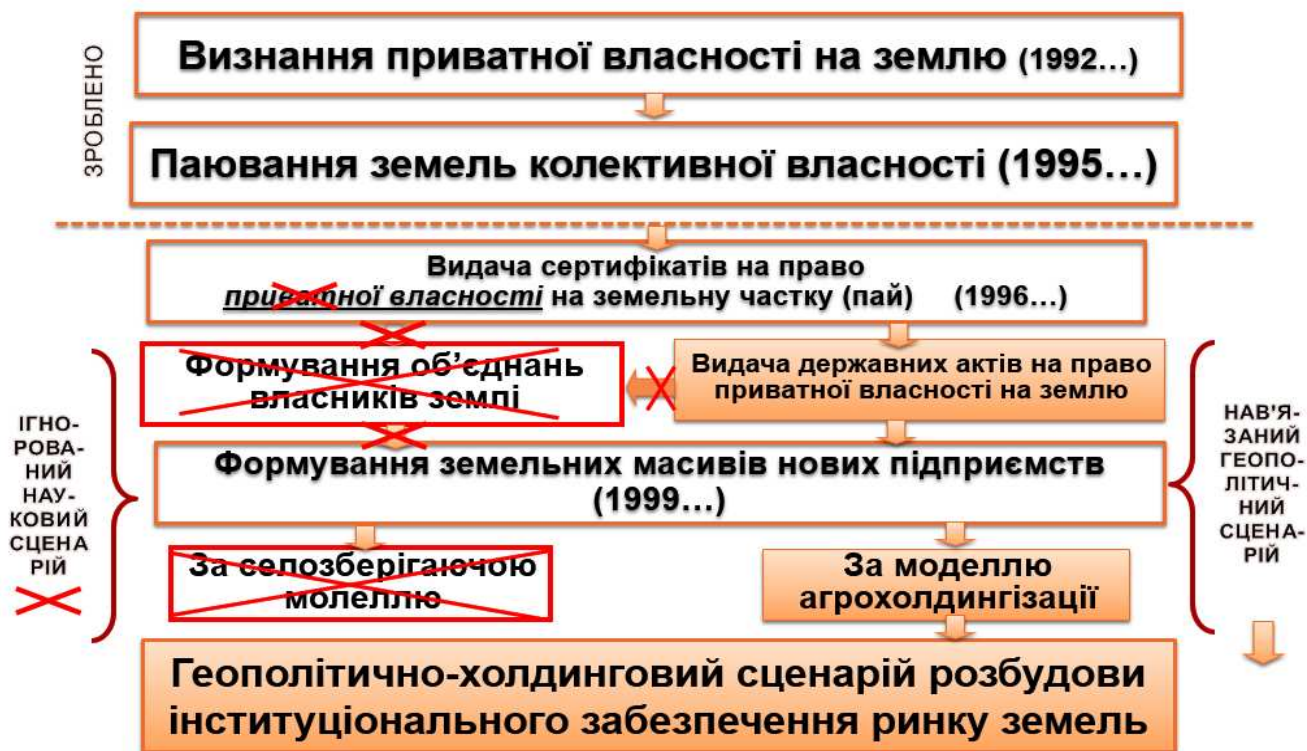 ЗРОБЛЕНО
Визнання приватної власності на землю (1992…)
Паювання земель колективної власності (1995…)
Видача сертифікатів на право
приватної власності на земельну частку (пай) (1996…)
Формування об’єднань
власників землі
Видача державних актів на право
приватної власності на землю
ІГНО-
РОВА-
НИЙ
НАУ-
КОВИЙ
СЦЕНА
РІЙ
Формування земельних масивів нових підприємств
(1999…)
НАВ'Я-
ЗАНИЙ
ГЕОПО-
ЛІТИЧ-
НИЙ
СЦЕНА-
РІЙ
За селозберігаючою
молеллю
За моделлю
агрохолдингізації
Геополітично-холдинговий сценарій розбудови
інституціонального забезпечення ринку земель